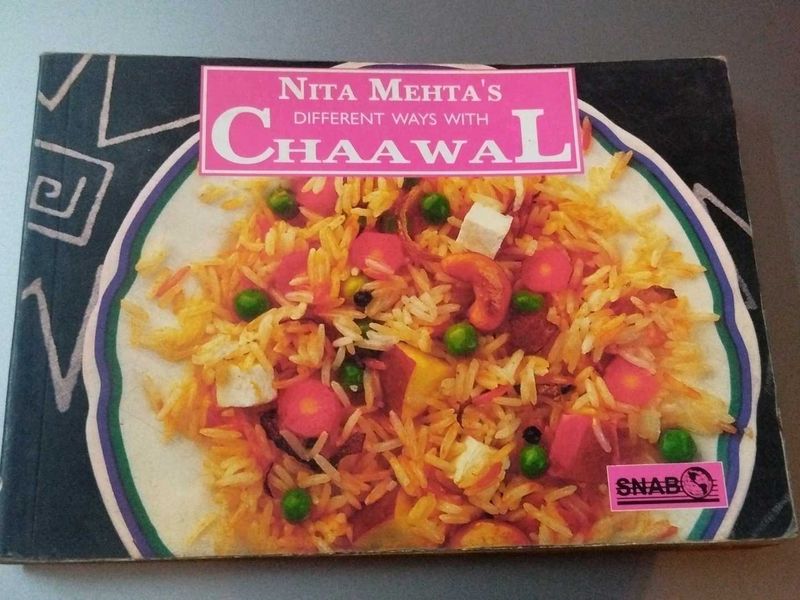 NITA MEHTA'S
DIFFERENT WAYS WITH
CHAAWAL
SNAB